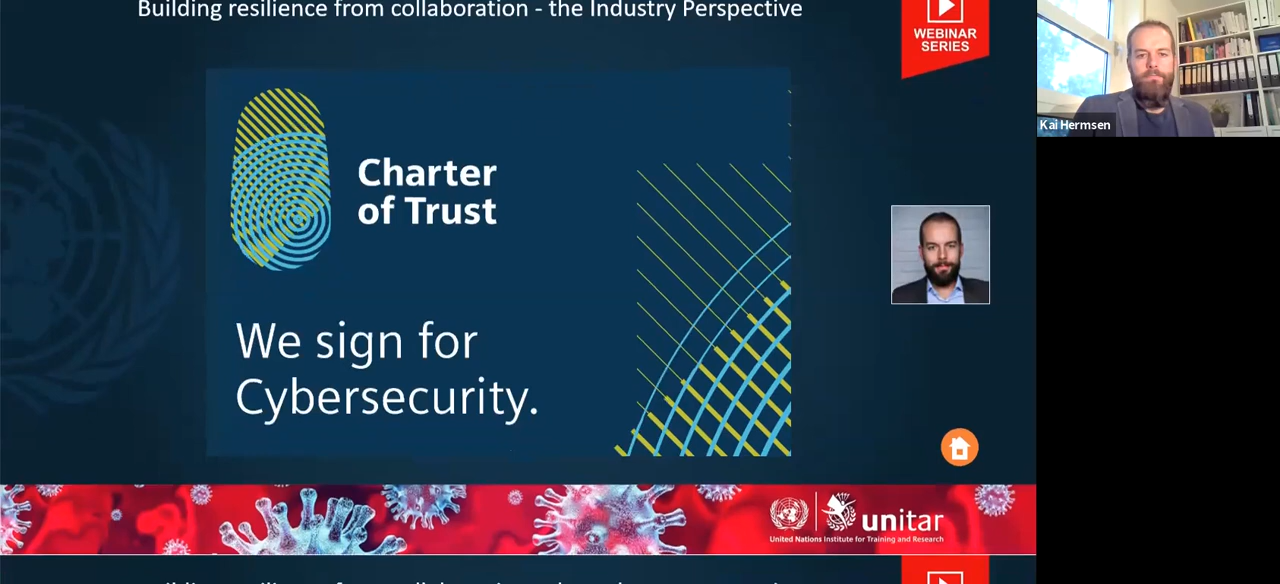 Building resilience from collaboration - the Industry Perspective
WEBINAR
SERIES
Kai Hermsen
Charter
of Trust
We sign for
Cybersecurity.
unitar
United Nations Institute for Training and Research